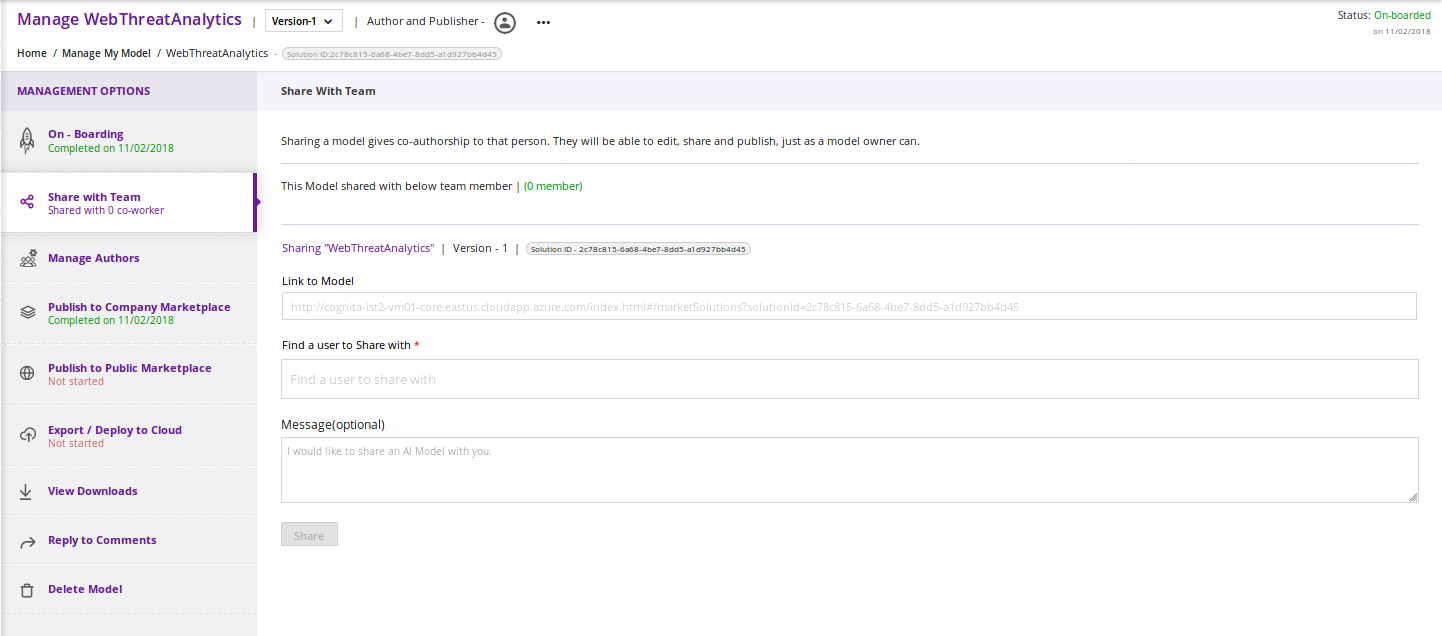 Manage WebThreatAnalytics | Version-1 | Author and Publisher - •••
Status: On-boarded
on 11/02/2018
Home / Manage My Model / WebThreatAnalytics - Solution ID:2c78c815-6a68-4be7-8dd5-a1d927bb4d45
MANAGEMENT OPTIONS
On - Boarding
Completed on 11/02/2018
Share with Team
Shared with 0 co-worker
Manage Authors
Publish to Company Marketplace
Completed on 11/02/2018
Publish to Public Marketplace
Not started
Export / Deploy to Cloud
Not started
View Downloads
Reply to Comments
Delete Model
Share With Team
Sharing a model gives co-authorship to that person. They will be able to edit, share and publish, just as a model owner can.
This Model shared with below team member | (0 member)
Sharing "WebThreatAnalytics" | Version - 1 | Solution ID - 2c78c815-6a68-4be7-8dd5-a1d927bb4d45
Link to Model
http://cognita-ist2-vm01-core.eastus.cloudapp.azure.com/index.html#/marketSolutions?solutionId=2c78c815-6a68-4be7-8dd5-a1d927bb4d45
Find a user to Share with *
Find a user to share with
Message(optional)
I would like to share an AI Model with you.
Share